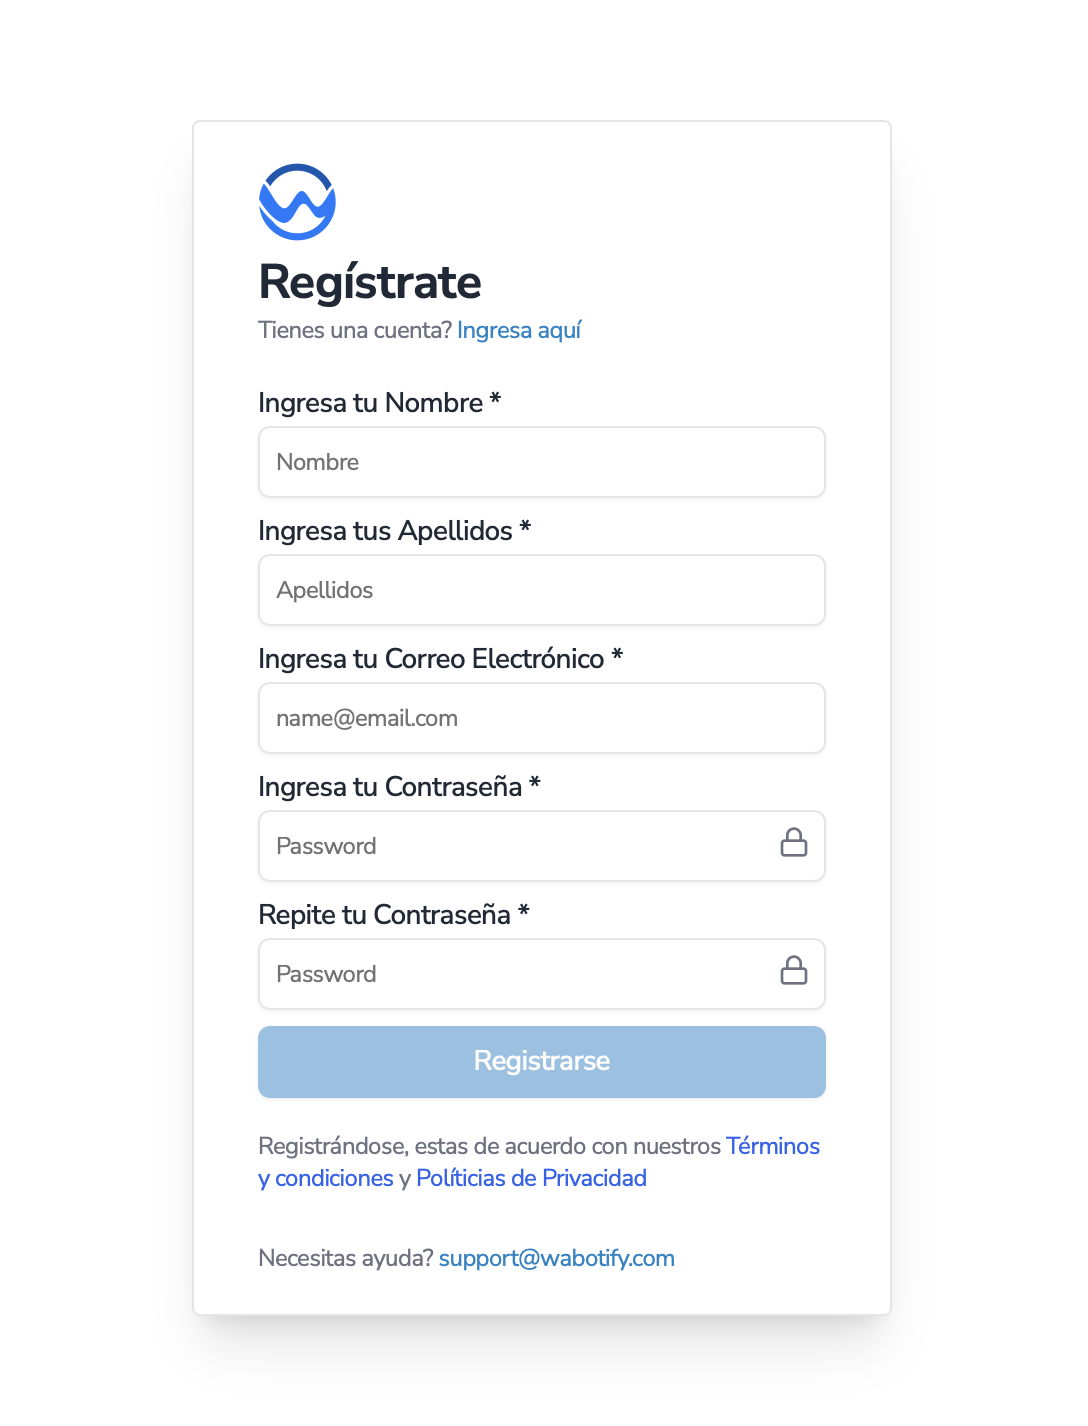 Regístrate
Tienes una cuenta? Ingresa aquí
Ingresa tu Nombre *
Nombre
Ingresa tus Apellidos *
Apellidos
Ingresa tu Correo Electrónico *
name@email.com
Ingresa tu Contraseña *
Password
Repite tu Contraseña *
Password
Registrarse
Registrándose, estas de acuerdo con nuestros Términos
y condiciones y Políticias de Privacidad
Necesitas ayuda? support@wabotify.com